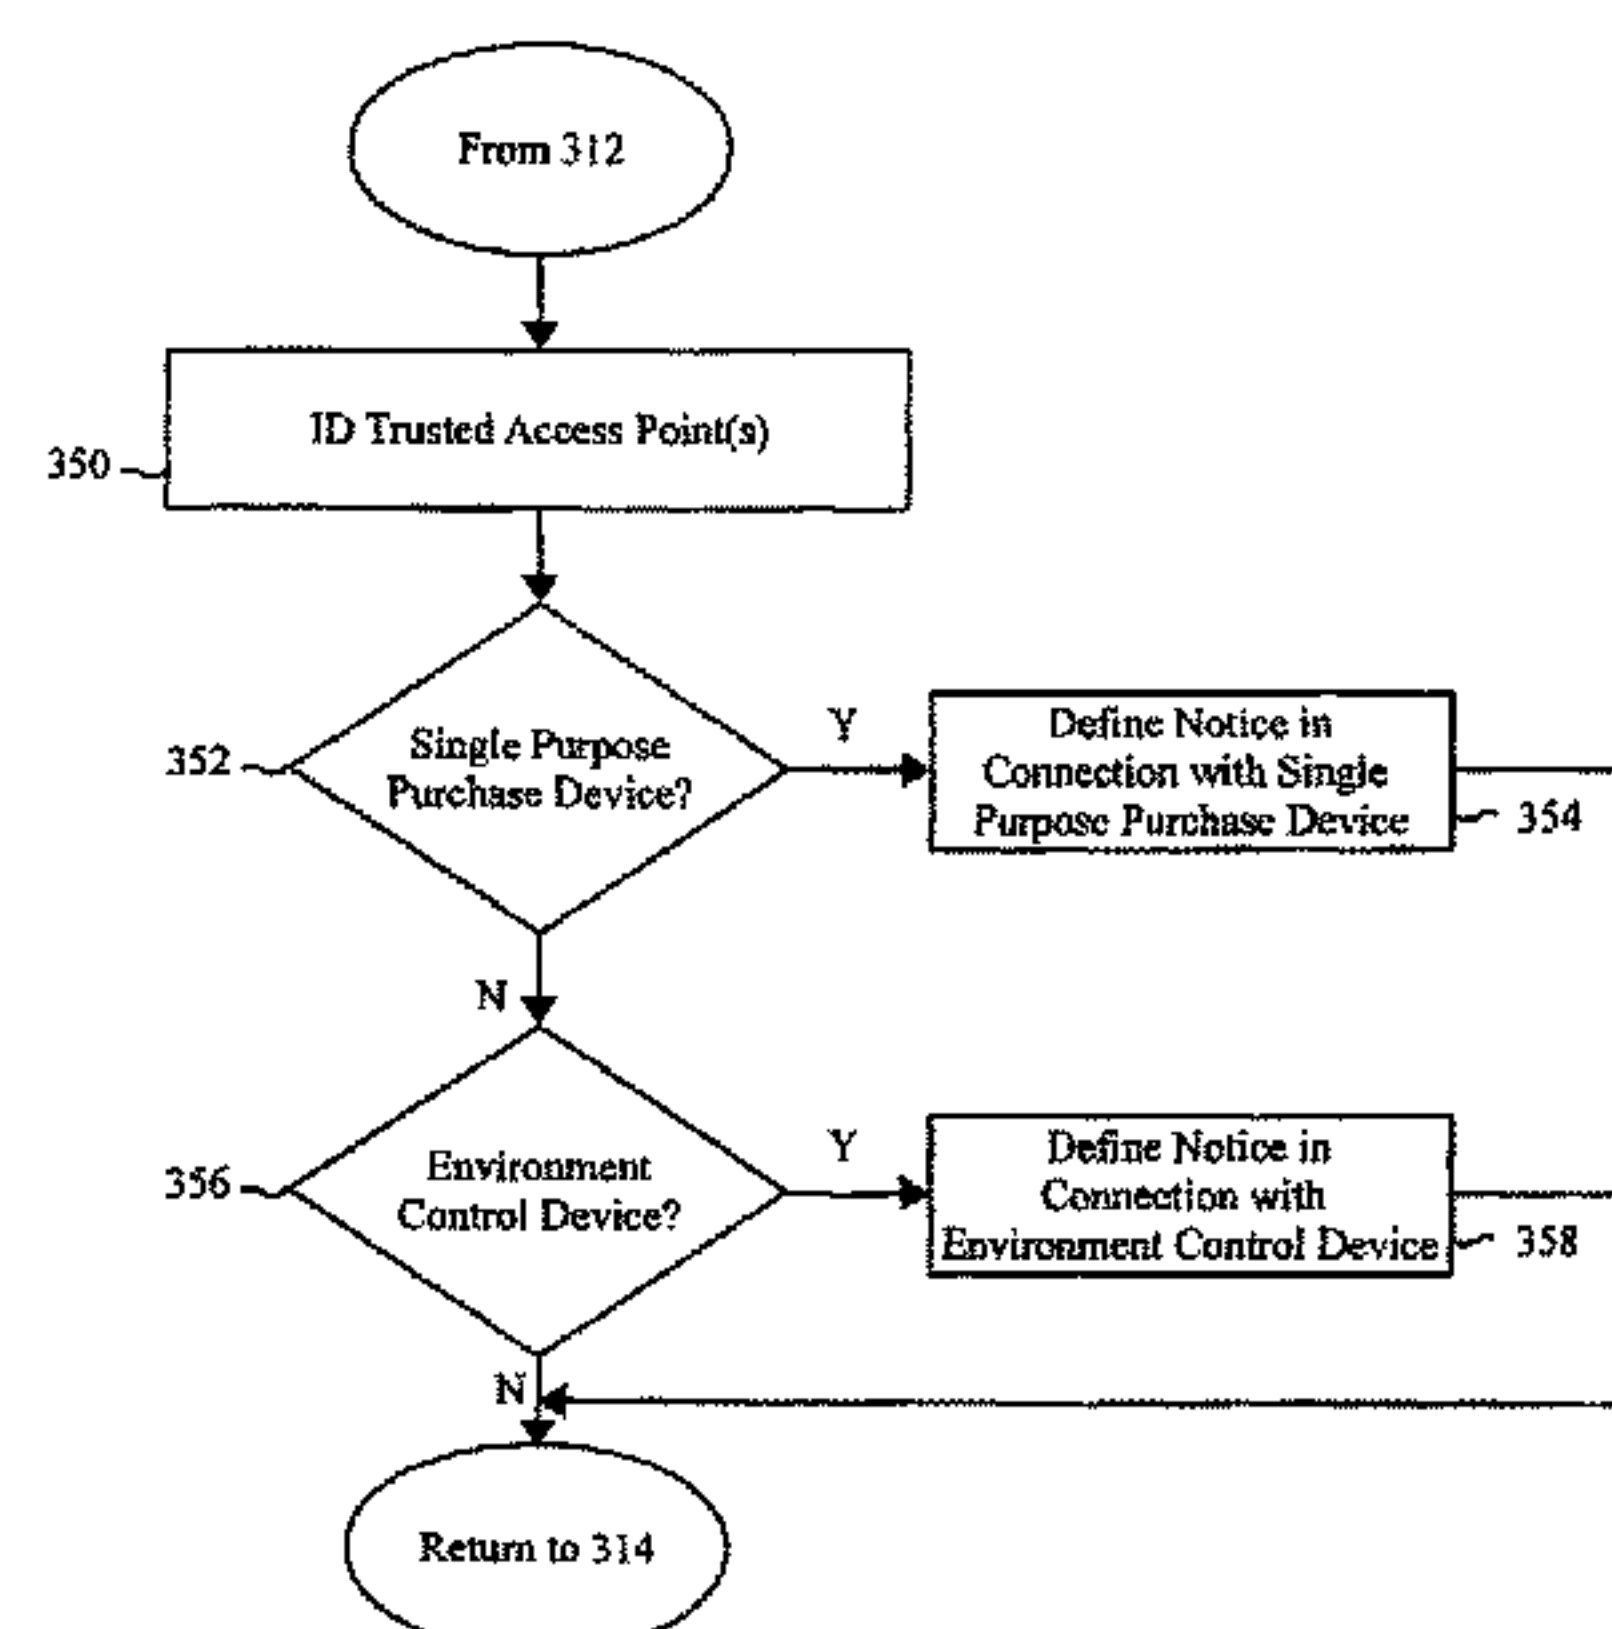 From 312
ID Trusted Access Point(s)
350
Single Purpose
Purchase Device?
352
Y
Define Notice in
Connection with Single
Purpose Purchase Device
354
N
Environment
Control Device?
356
Y
Define Notice in
Connection with
Environment Control Device
358
N
Return to 314